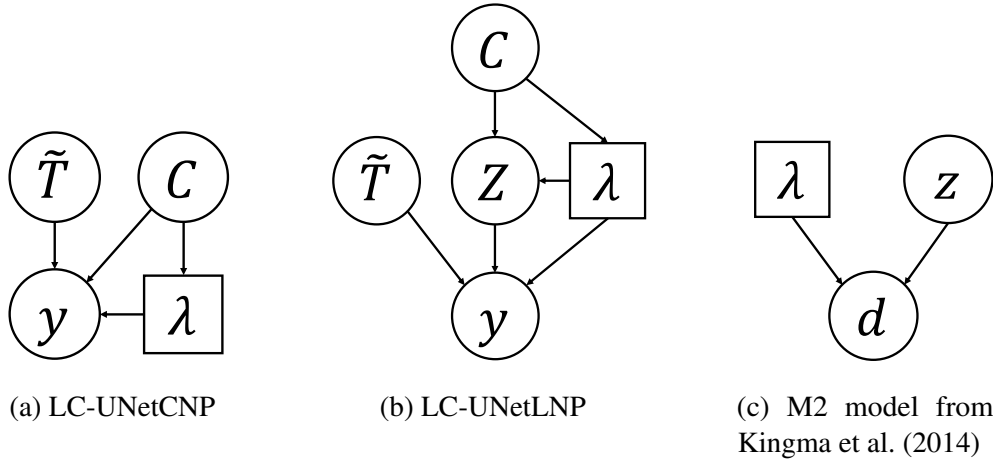 C
T̃ C T̃ Z λ λ z
y λ y d
(a) LC-UNetCNP (b) LC-UNetLNP (c) M2 model from
Kingma et al. (2014)